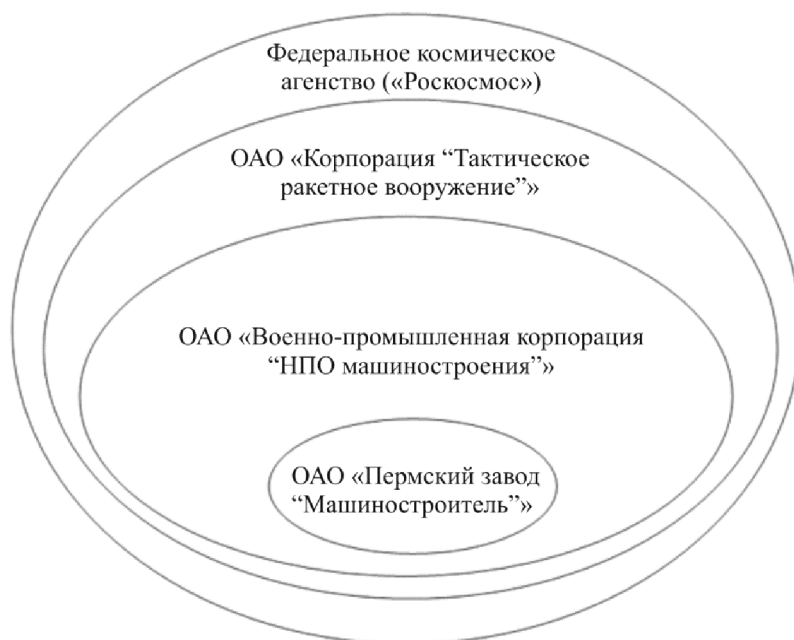 Федеральное космическое
агенство («Роскосмос»)
ОАО «Корпорация “Тактическое
ракетное вооружение”»
ОАО «Военно-промышленная корпорация
“НПО машиностроения”»
ОАО «Пермский завод
“Машиностроитель”»